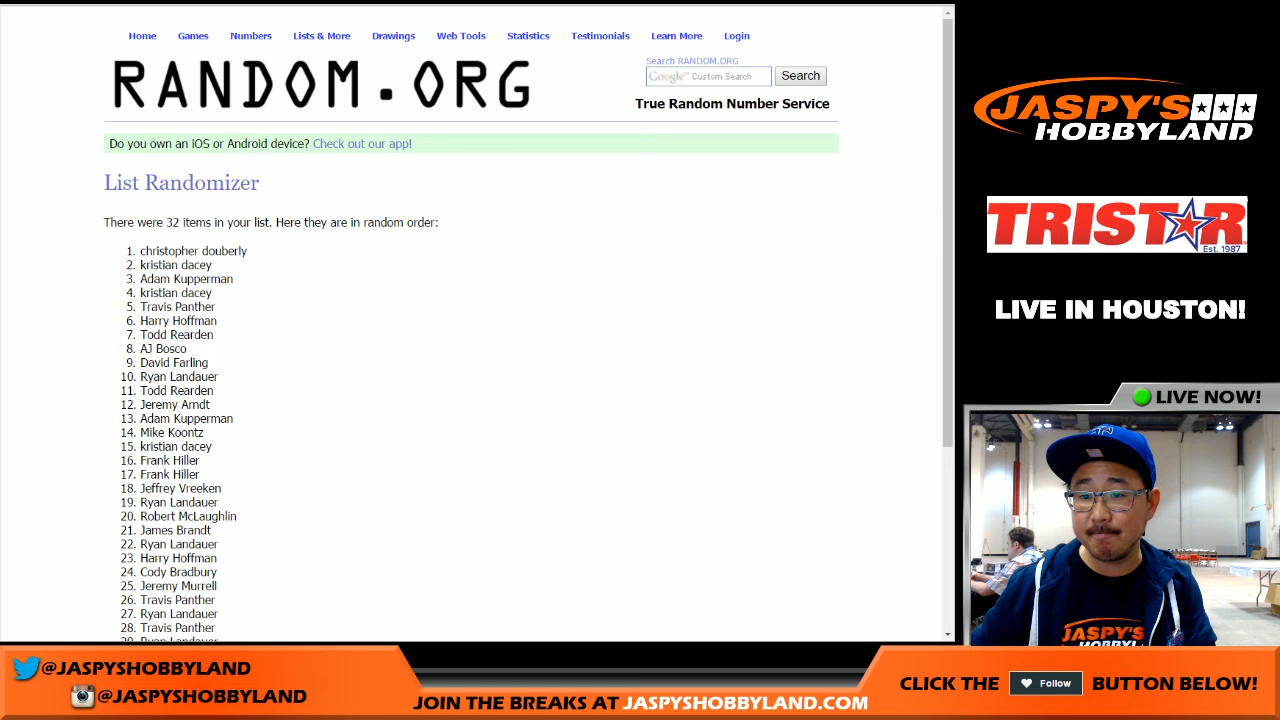 Home Games Numbers Lists & More Drawings Web Tools Statistics Testimonials Learn More Login
RANDOM.ORG
Search RANDOM.ORG
Google™ Custom Search Search
True Random Number Service
Do you own an iOS or Android device? Check out our app!
List Randomizer
There were 32 items in your list. Here they are in random order:
1. christopher douberly
2. kristian dacey
3. Adam Kupperman
4. kristian dacey
5. Travis Panther
6. Harry Hoffman
7. Todd Rearden
8. AJ Bosco
9. David Farling
10. Ryan Landauer
11. Todd Rearden
12. Jeremy Arndt
13. Adam Kupperman
14. Mike Koontz
15. kristian dacey
16. Frank Hiller
17. Frank Hiller
18. Jeffrey Vreeken
19. Ryan Landauer
20. Robert McLaughlin
21. James Brandt
22. Ryan Landauer
23. Harry Hoffman
24. Cody Bradbury
25. Jeremy Murrell
26. Travis Panther
27. Ryan Landauer
28. Travis Panther
29. Ryan Landauer
JASPY'S
HOBBYLAND
TRISTAR
Est. 1987
LIVE IN HOUSTON!
LIVE NOW!
JASPY'S
HOBBYLAND
@JASPYSHOBBYLAND
@JASPYSHOBBYLAND
JOIN THE BREAKS AT JASPYSHOBBYLAND.COM
CLICK THE Follow BUTTON BELOW!